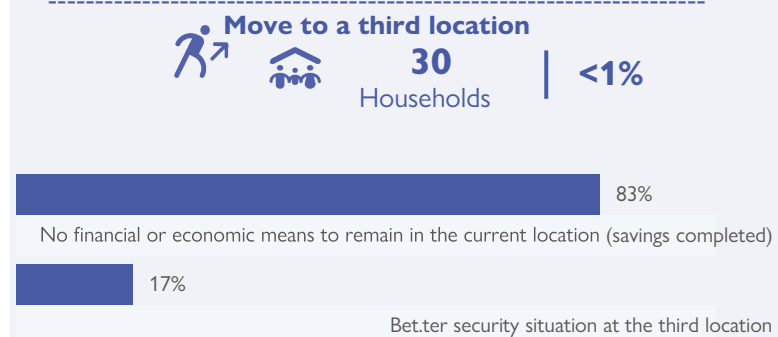 Move to a third location
30
Households
<1%
83%
No financial or economic means to remain in the current location (savings completed)
17%
Bet.ter security situation at the third location